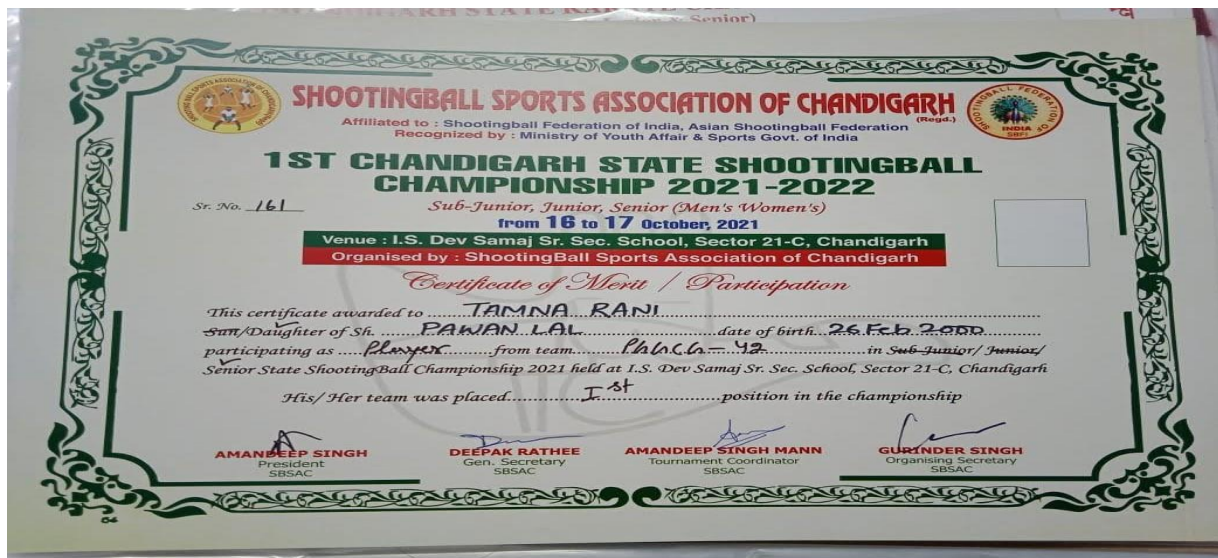 SHOOTINGBALL SPORTS ASSOCIATION OF CHANDIGARH
(Regd.)
Affiliated to : Shootingball Federation of India, Asian Shootingball Federation
Recognized by : Ministry of Youth Affair & Sports Govt. of India
INDIA
SBFI
1ST CHANDIGARH STATE SHOOTINGBALL
CHAMPIONSHIP 2021-2022
Sr. No. 161
Sub-Junior, Junior, Senior (Men's Women's)
from 16 to 17 October, 2021
Venue : I.S. Dev Samaj Sr. Sec. School, Sector 21-C, Chandigarh
Organised by : ShootingBall Sports Association of Chandigarh
Certificate of Merit / Participation
This certificate awarded to TAMNA RANI
Sun/Daughter of Sh. PAWAN LAL date of birth 26 Feb 2000
participating as Player from team PGGCG-42 in Sub Junior/ Junior/
Senior State ShootingBall Championship 2021 held at I.S. Dev Samaj Sr. Sec. School, Sector 21-C, Chandigarh
His/ Her team was placed Ist position in the championship
AMANDEEP SINGH
President
SBSAC
DEEPAK RATHEE
Gen. Secretary
SBSAC
AMANDEEP SINGH MANN
Tournament Coordinator
SBSAC
GURINDER SINGH
Organising Secretary
SBSAC
04